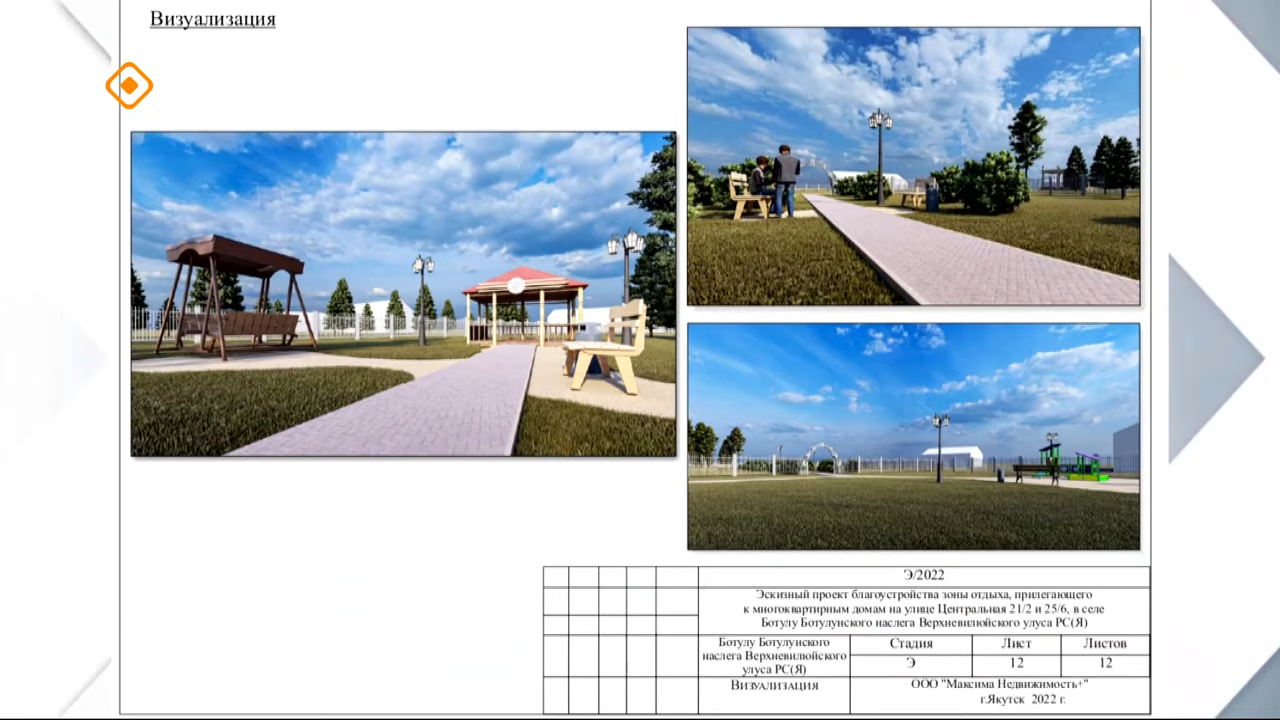 Визуализация
Э/2022
Эскизный проект благоустройства зоны отдыха, прилегающего
к многоквартирным домам на улице Центральная 21/2 и 25/6, в селе
Ботулу Ботулунского наслега Верхневилюйского улуса РС(Я)
Ботулу Ботулунского
наслега Верхневилюйского
улуса РС(Я)
Стадия Лист Листов
Э 12 12
Визуализация
ООО "Максима Недвижимость+"
г.Якутск 2022 г.